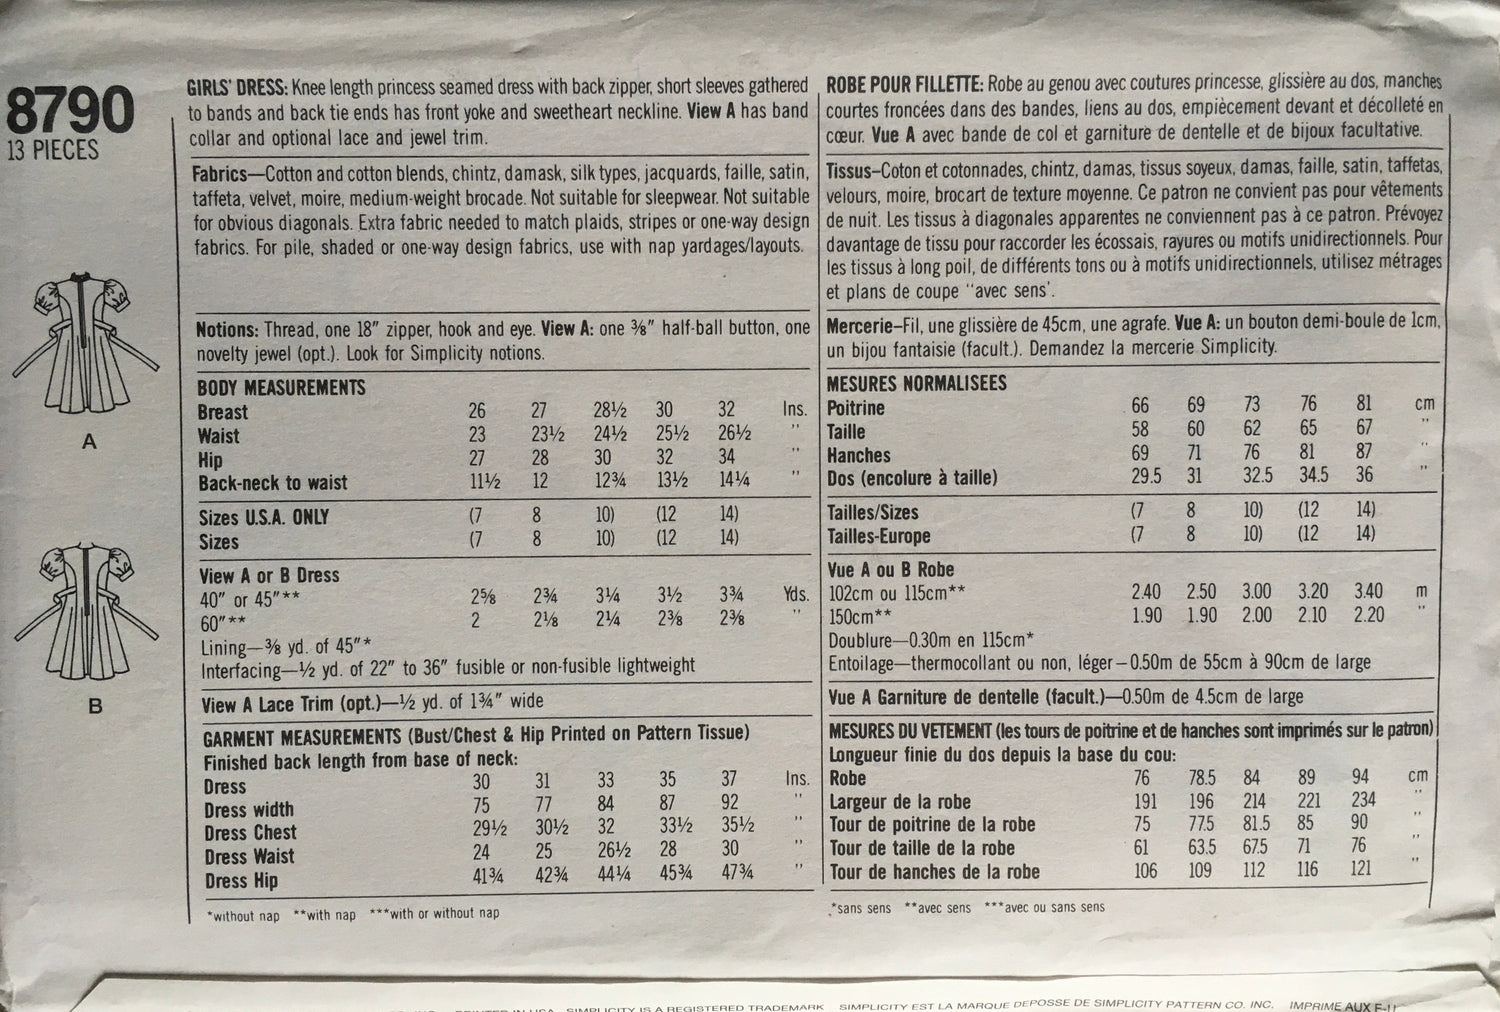 8790
13 PIECES
A
B
GIRLS' DRESS: Knee length princess seamed dress with back zipper, short sleeves gathered
to bands and back tie ends has front yoke and sweetheart neckline. View A has band
collar and optional lace and jewel trim.
Fabrics—Cotton and cotton blends, chintz, damask, silk types, jacquards, faille, satin,
taffeta, velvet, moire, medium-weight brocade. Not suitable for sleepwear. Not suitable
for obvious diagonals. Extra fabric needed to match plaids, stripes or one-way design
fabrics. For pile, shaded or one-way design fabrics, use with nap yardages/layouts.
Notions: Thread, one 18" zipper, hook and eye. View A: one ⅜" half-ball button, one
novelty jewel (opt.). Look for Simplicity notions.
BODY MEASUREMENTS
Breast 26 27 28½ 30 32 Ins.
Waist 23 23½ 24½ 25½ 26½ "
Hip 27 28 30 32 34 "
Back-neck to waist 11½ 12 12¾ 13½ 14¼ "
Sizes U.S.A. ONLY (7 8 10) (12 14)
Sizes (7 8 10) (12 14)
View A or B Dress
40" or 45"** 2⅝ 2¾ 3¼ 3½ 3¾ Yds.
60"** 2 2⅛ 2¼ 2⅜ 2⅜ "
Lining—⅜ yd. of 45"*
Interfacing—½ yd. of 22" to 36" fusible or non-fusible lightweight
View A Lace Trim (opt.)—½ yd. of 1¾" wide
GARMENT MEASUREMENTS (Bust/Chest & Hip Printed on Pattern Tissue)
Finished back length from base of neck:
Dress 30 31 33 35 37 Ins.
Dress width 75 77 84 87 92 "
Dress Chest 29½ 30½ 32 33½ 35½ "
Dress Waist 24 25 26½ 28 30 "
Dress Hip 41¾ 42¾ 44¼ 45¾ 47¾ "
*without nap **with nap ***with or without nap
ROBE POUR FILLETTE: Robe au genou avec coutures princesse, glissière au dos, manches
courtes froncées dans des bandes, liens au dos, empiècement devant et décolleté en
cœur. Vue A avec bande de col et garniture de dentelle et de bijoux facultative.
Tissus–Coton et cotonnades, chintz, damas, tissus soyeux, damas, faille, satin, taffetas,
velours, moire, brocart de texture moyenne. Ce patron ne convient pas pour vêtements
de nuit. Les tissus à diagonales apparentes ne conviennent pas à ce patron. Prévoyez
davantage de tissu pour raccorder les écossais, rayures ou motifs unidirectionnels. Pour
les tissus à long poil, de différents tons ou à motifs unidirectionnels, utilisez métrages
et plans de coupe "avec sens'.
Mercerie–Fil, une glissière de 45cm, une agrafe. Vue A: un bouton demi-boule de 1cm,
un bijou fantaisie (facult.). Demandez la mercerie Simplicity.
MESURES NORMALISEES
Poitrine 66 69 73 76 81 cm
Taille 58 60 62 65 67 "
Hanches 69 71 76 81 87 "
Dos (encolure à taille) 29.5 31 32.5 34.5 36 "
Tailles/Sizes (7 8 10) (12 14)
Tailles-Europe (7 8 10) (12 14)
Vue A ou B Robe
102cm ou 115cm** 2.40 2.50 3.00 3.20 3.40 m
150cm** 1.90 1.90 2.00 2.10 2.20 "
Doublure—0.30m en 115cm*
Entoilage—thermocollant ou non, léger–0.50m de 55cm à 90cm de large
Vue A Garniture de dentelle (facult.)—0.50m de 4.5cm de large
MESURES DU VETEMENT (les tours de poitrine et de hanches sont imprimés sur le patron)
Longueur finie du dos depuis la base du cou:
Robe 76 78.5 84 89 94 cm
Largeur de la robe 191 196 214 221 234 "
Tour de poitrine de la robe 75 77.5 81.5 85 90 "
Tour de taille de la robe 61 63.5 67.5 71 76 "
Tour de hanches de la robe 106 109 112 116 121 "
*sans sens **avec sens ***avec ou sans sens
SIMPLICITY IS A REGISTERED TRADEMARK SIMPLICITY EST LA MARQUE DEPOSSE DE SIMPLICITY PATTERN CO. INC. IMPRIME AUX